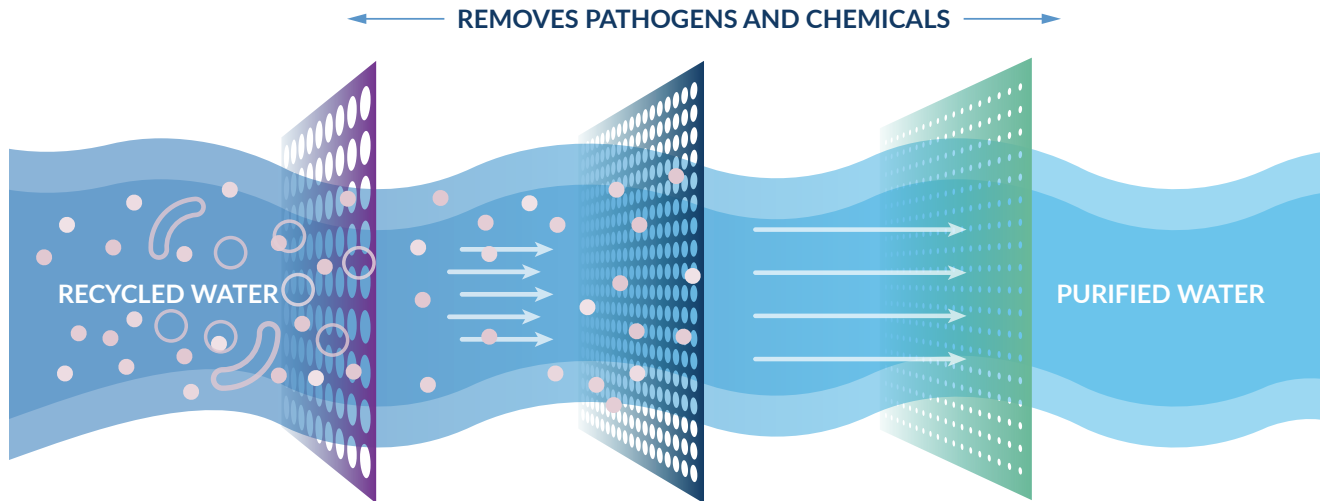 REMOVES PATHOGENS AND CHEMICALS
RECYCLED WATER
PURIFIED WATER